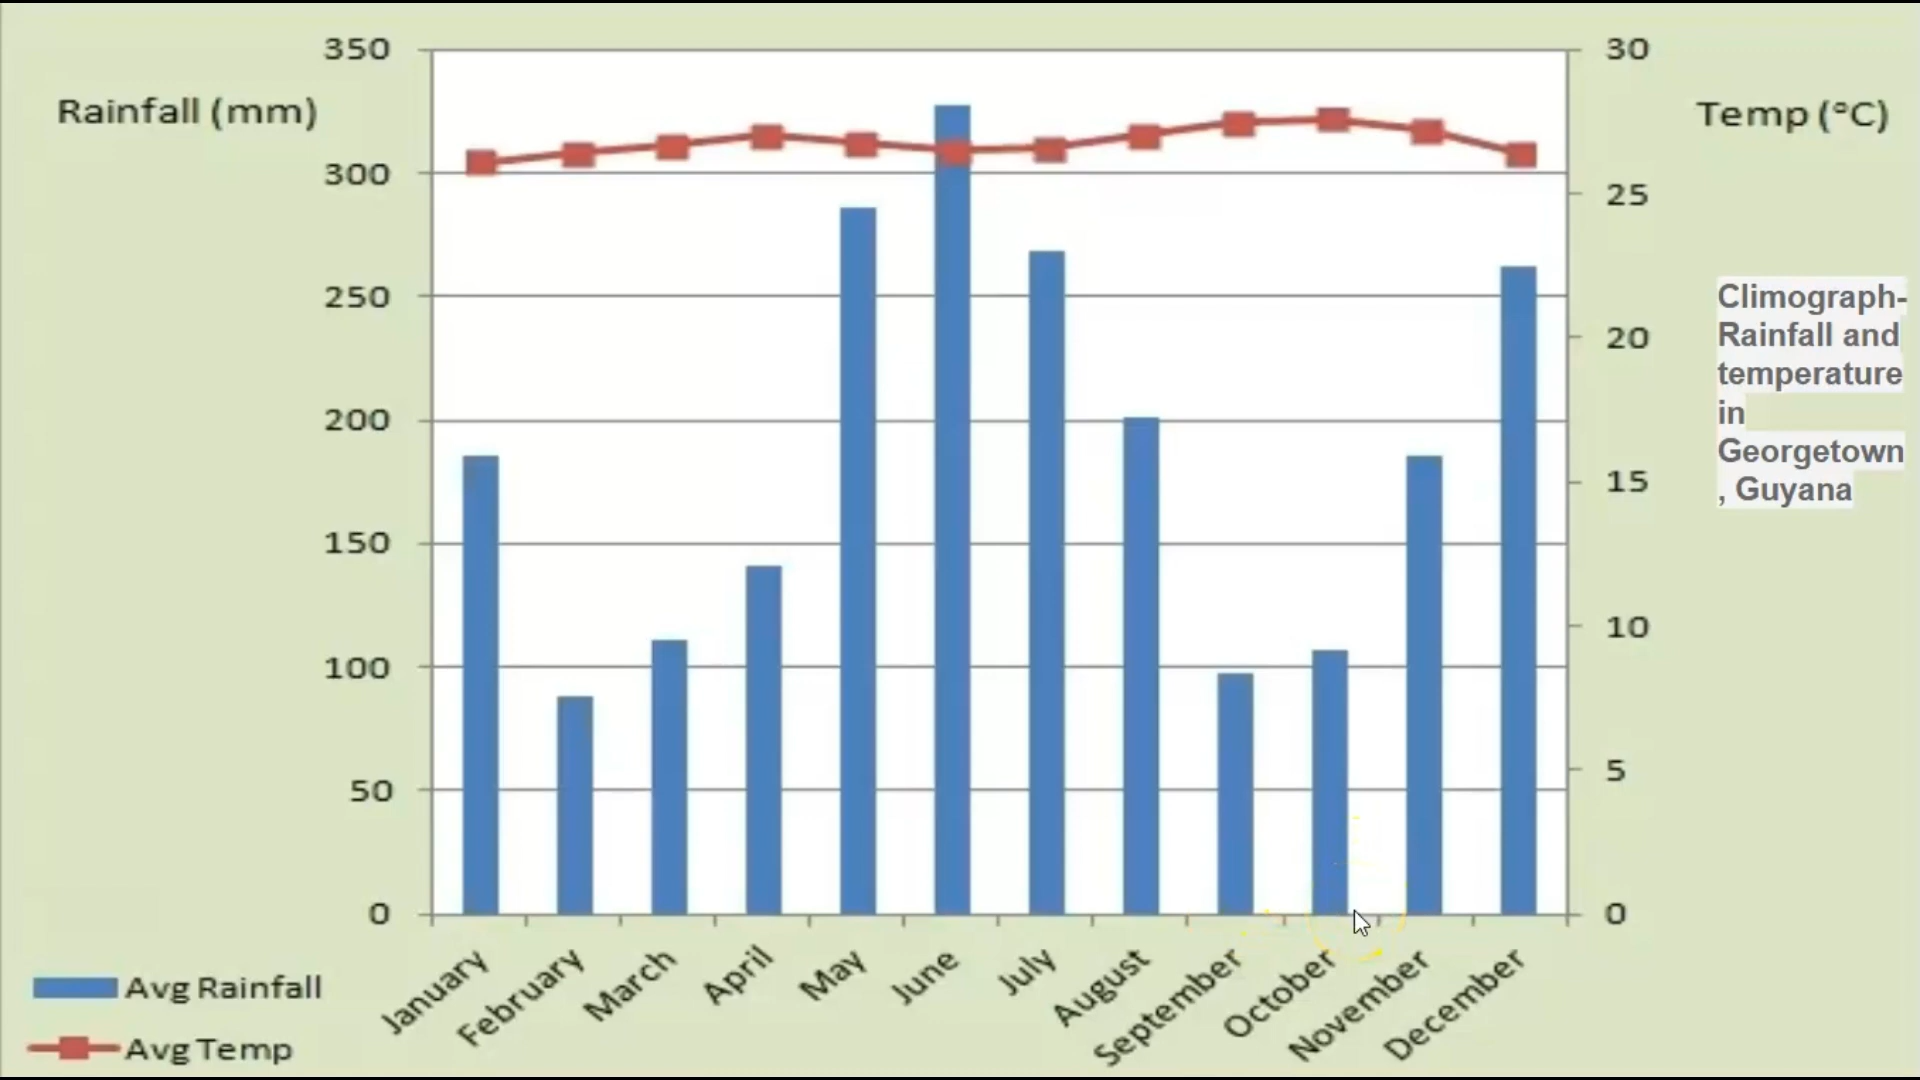 Rainfall (mm)
350
300
250
200
150
100
50
0
Temp (°C)
30
25
20
15
10
5
0
Climograph-
Rainfall and
temperature
in
Georgetown
, Guyana
January
February
March
April
May
June
July
August
September
October
November
December
Avg Rainfall
Avg Temp